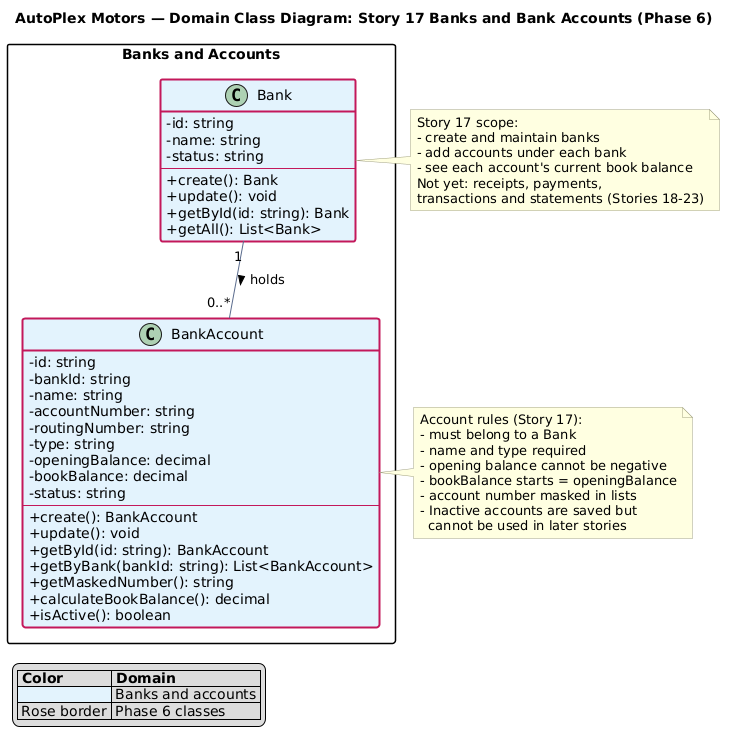 AutoPlex Motors — Domain Class Diagram: Story 17 Banks and Bank Accounts (Phase 6)
Banks and Accounts
C Bank
-id: string
-name: string
-status: string
+create(): Bank
+update(): void
+getById(id: string): Bank
+getAll(): List<Bank>
Story 17 scope:
- create and maintain banks
- add accounts under each bank
- see each account's current book balance
Not yet: receipts, payments,
transactions and statements (Stories 18-23)
1
holds
0..*
C BankAccount
-id: string
-bankId: string
-name: string
-accountNumber: string
-routingNumber: string
-type: string
-openingBalance: decimal
-bookBalance: decimal
-status: string
+create(): BankAccount
+update(): void
+getById(id: string): BankAccount
+getByBank(bankId: string): List<BankAccount>
+getMaskedNumber(): string
+calculateBookBalance(): decimal
+isActive(): boolean
Account rules (Story 17):
- must belong to a Bank
- name and type required
- opening balance cannot be negative
- bookBalance starts = openingBalance
- account number masked in lists
- Inactive accounts are saved but
cannot be used in later stories
Color Domain
Banks and accounts
Rose border Phase 6 classes